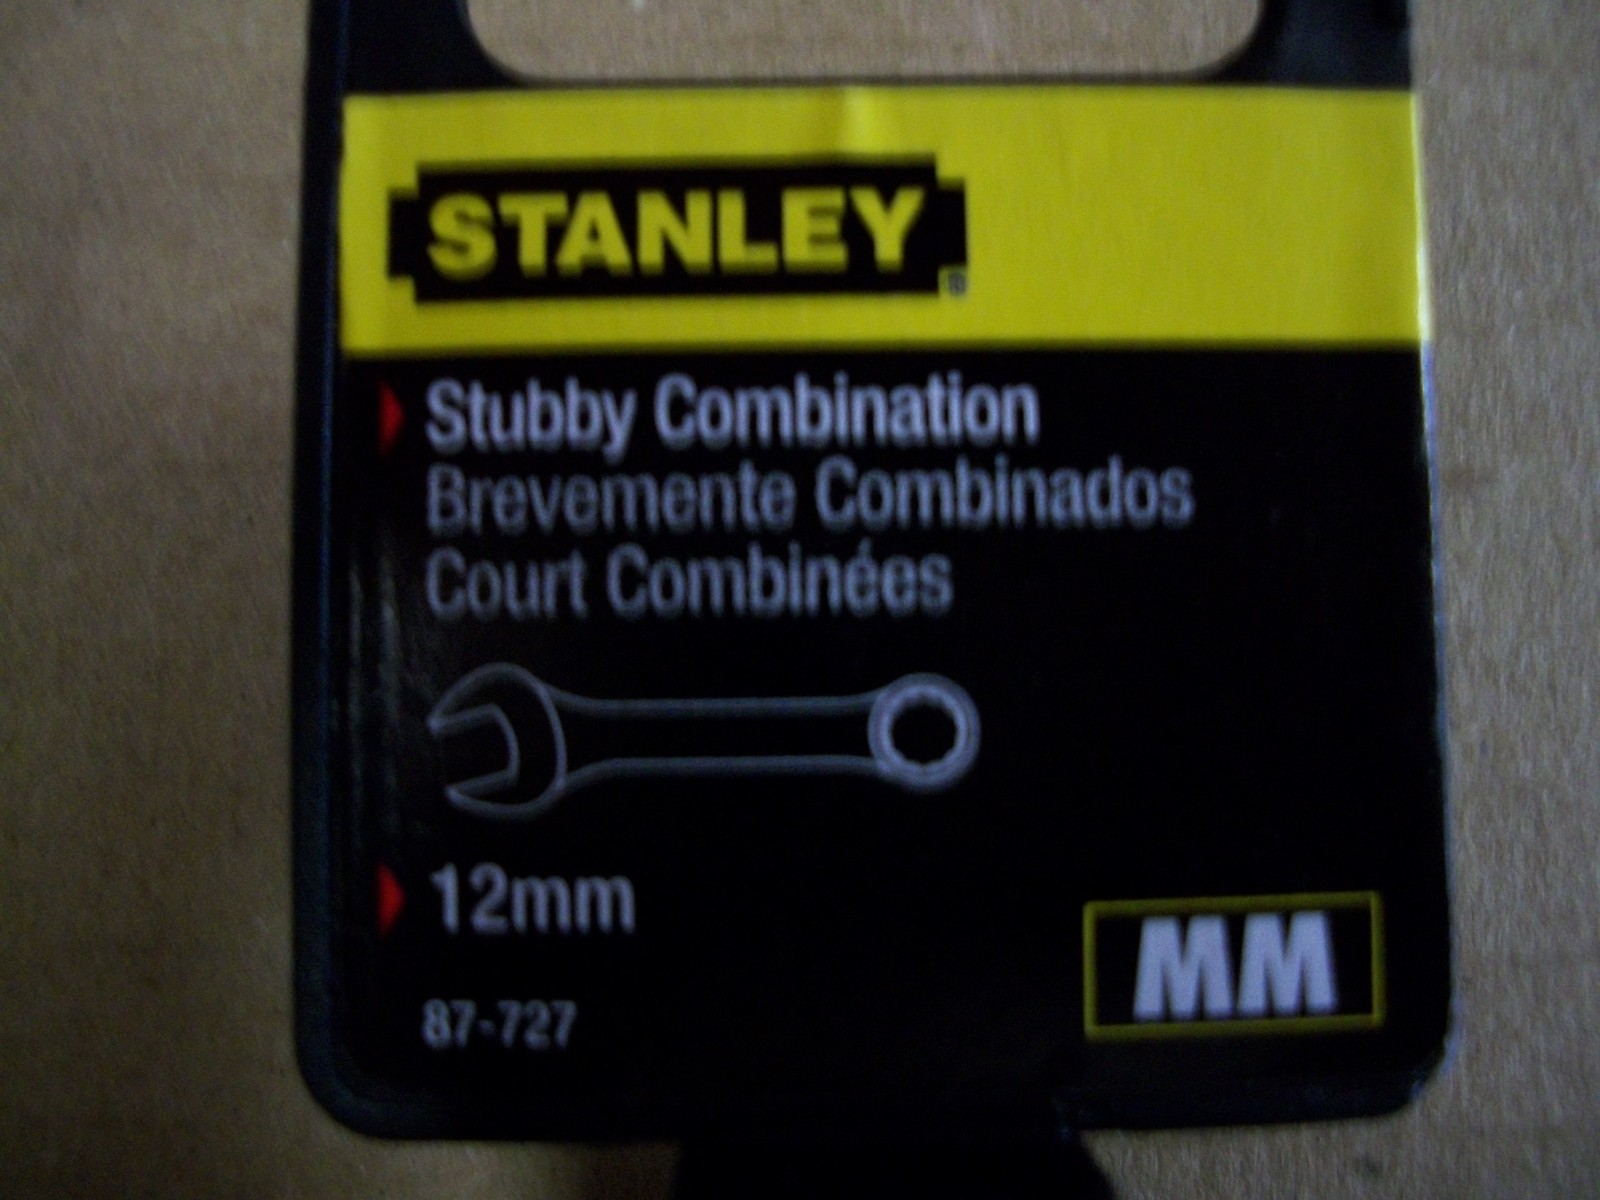 STANLEY®
Stubby Combination
Brevemente Combinados
Court Combinées
12mm
87-727
MM